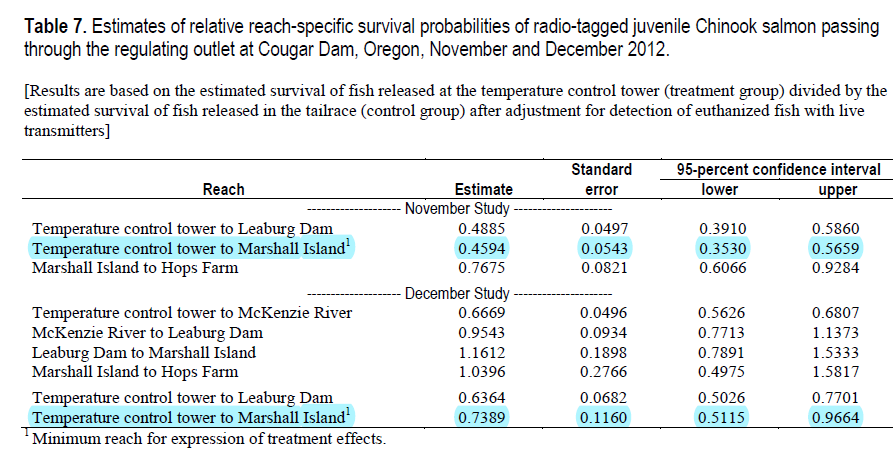 Table 7. Estimates of relative reach-specific survival probabilities of radio-tagged juvenile Chinook salmon passing
through the regulating outlet at Cougar Dam, Oregon, November and December 2012.
[Results are based on the estimated survival of fish released at the temperature control tower (treatment group) divided by the
estimated survival of fish released in the tailrace (control group) after adjustment for detection of euthanized fish with live
transmitters]
Standard 95-percent confidence interval
Reach Estimate error lower upper
-------------------- November Study ---------------------
Temperature control tower to Leaburg Dam 0.4885 0.0497 0.3910 0.5860
Temperature control tower to Marshall Island¹ 0.4594 0.0543 0.3530 0.5659
Marshall Island to Hops Farm 0.7675 0.0821 0.6066 0.9284
-------------------- December Study ---------------------
Temperature control tower to McKenzie River 0.6669 0.0496 0.5626 0.6807
McKenzie River to Leaburg Dam 0.9543 0.0934 0.7713 1.1373
Leaburg Dam to Marshall Island 1.1612 0.1898 0.7891 1.5333
Marshall Island to Hops Farm 1.0396 0.2766 0.4975 1.5817
Temperature control tower to Leaburg Dam 0.6364 0.0682 0.5026 0.7701
Temperature control tower to Marshall Island¹ 0.7389 0.1160 0.5115 0.9664
¹ Minimum reach for expression of treatment effects.